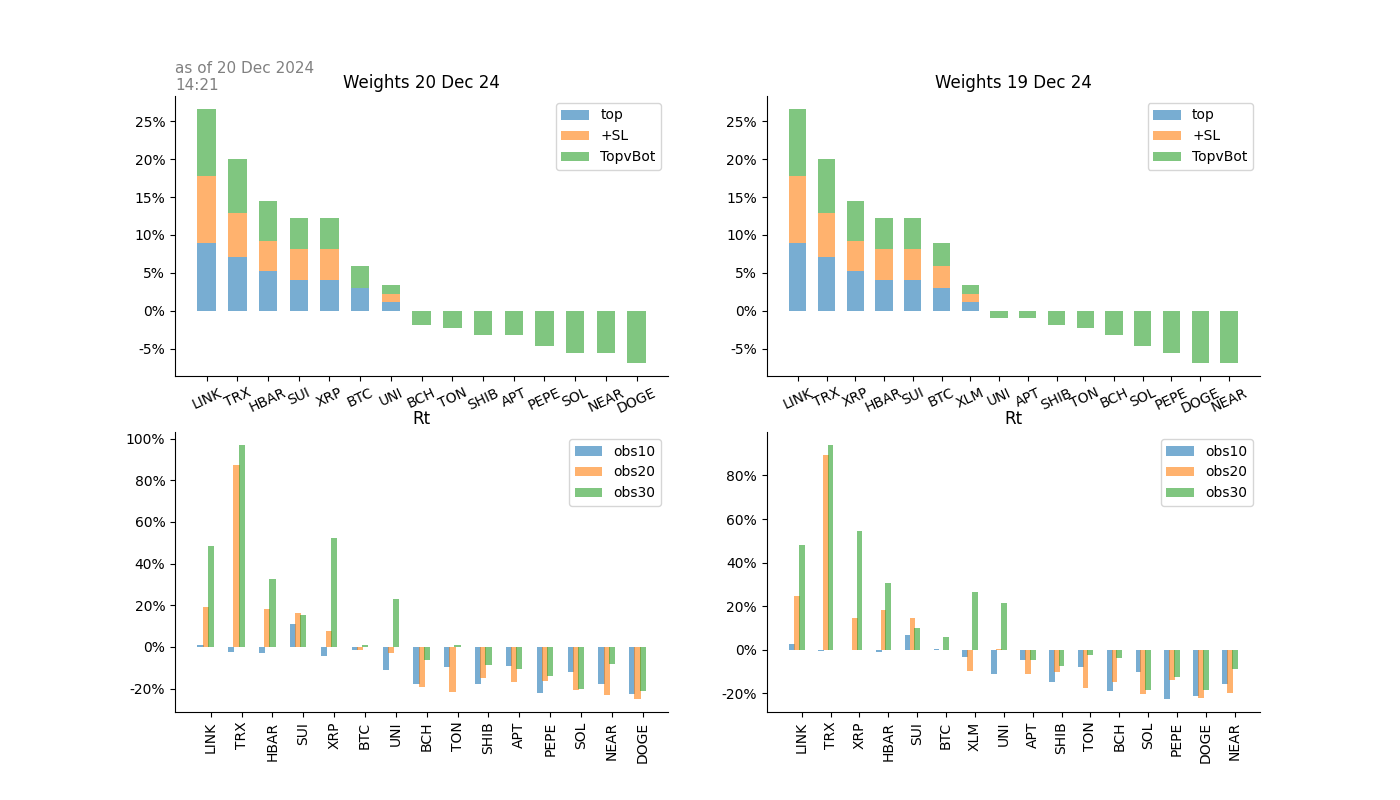 as of 20 Dec 2024
14:21
Weights 20 Dec 24
25%
20%
15%
10%
5%
0%
-5%
top
+SL
TopvBot
LINK TRX HBAR SUI XRP BTC UNI BCH TON SHIB APT PEPE SOL NEAR DOGE
Weights 19 Dec 24
25%
20%
15%
10%
5%
0%
-5%
top
+SL
TopvBot
LINK TRX XRP HBAR SUI BTC XLM UNI APT SHIB TON BCH SOL PEPE DOGE NEAR
Rt
100%
80%
60%
40%
20%
0%
-20%
obs10
obs20
obs30
LINK TRX HBAR SUI XRP BTC UNI BCH TON SHIB APT PEPE SOL NEAR DOGE
Rt
80%
60%
40%
20%
0%
-20%
obs10
obs20
obs30
LINK TRX XRP HBAR SUI BTC XLM UNI APT SHIB TON BCH SOL PEPE DOGE NEAR